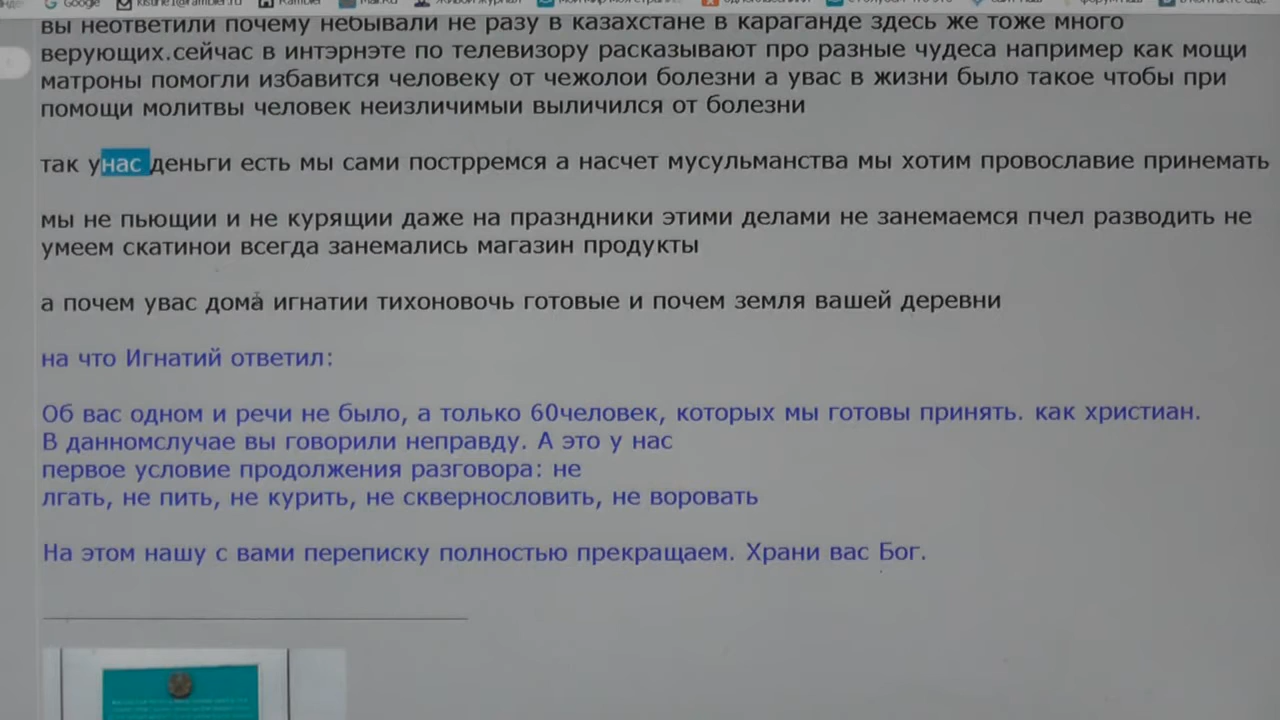 Google
Rambler
вы неответили почему небывали не разу в казахстане в караганде здесь же тоже много
верующих.сейчас в интэрнэте по телевизору рассказывают про разные чудеса например как мощи
матроны помогли избавится человеку от чежолои болезни а увас в жизни было такое чтобы при
помощи молитвы человек неизличимыи выличился от болезни
так унас деньги есть мы сами пострремся а насчет мусульманства мы хотим провославие принемать
мы не пьющии и не курящии даже на празндники этими делами не занемаемся пчел разводить не
умеем скатинои всегда занемались магазин продукты
а почем увас дома игнатии тихоновочь готовые и почем земля вашей деревни
на что Игнатий ответил:
Об вас одном и речи не было, а только 60человек, которых мы готовы принять. как христиан.
В данномслучае вы говорили неправду. А это у нас
первое условие продолжения разговора: не
лгать, не пить, не курить, не сквернословить, не воровать
На этом нашу с вами переписку полностью прекращаем. Храни вас Бог.